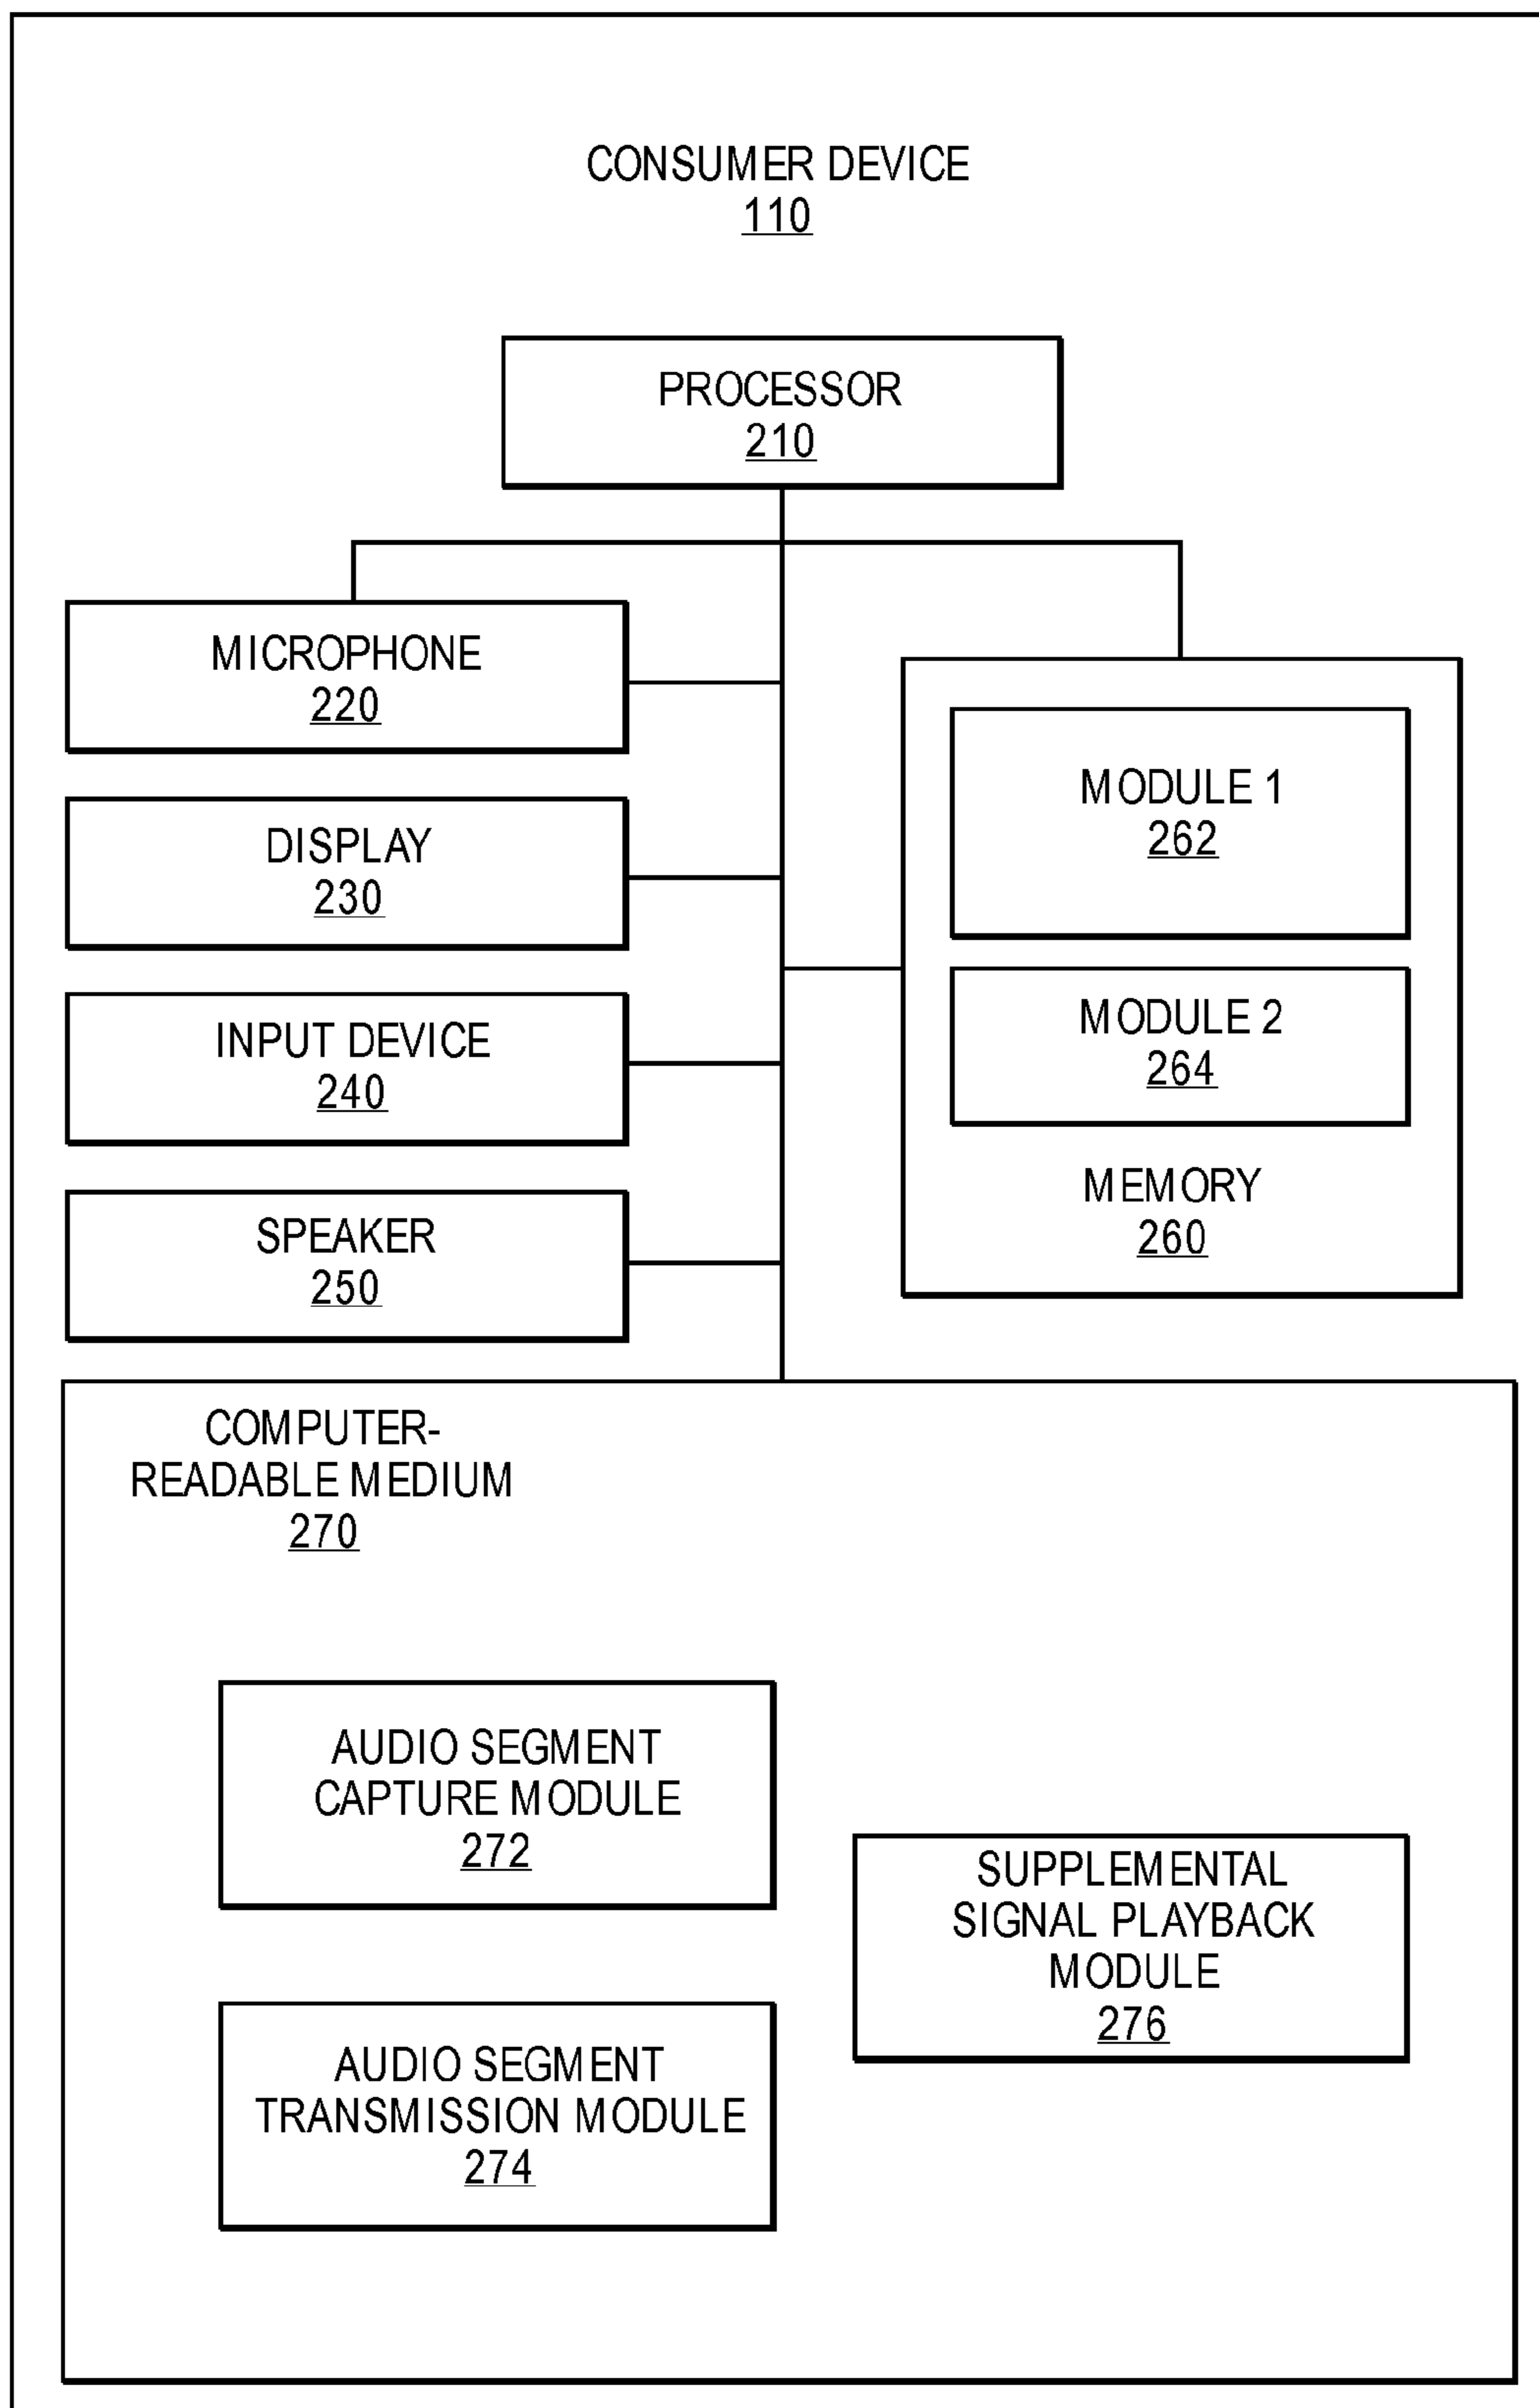 CONSUMER DEVICE
110
PROCESSOR
210
MICROPHONE
220
DISPLAY
230
INPUT DEVICE
240
SPEAKER
250
MODULE 1
262
MODULE 2
264
MEMORY
260
COMPUTER-
READABLE MEDIUM
270
AUDIO SEGMENT
CAPTURE MODULE
272
AUDIO SEGMENT
TRANSMISSION MODULE
274
SUPPLEMENTAL
SIGNAL PLAYBACK
MODULE
276